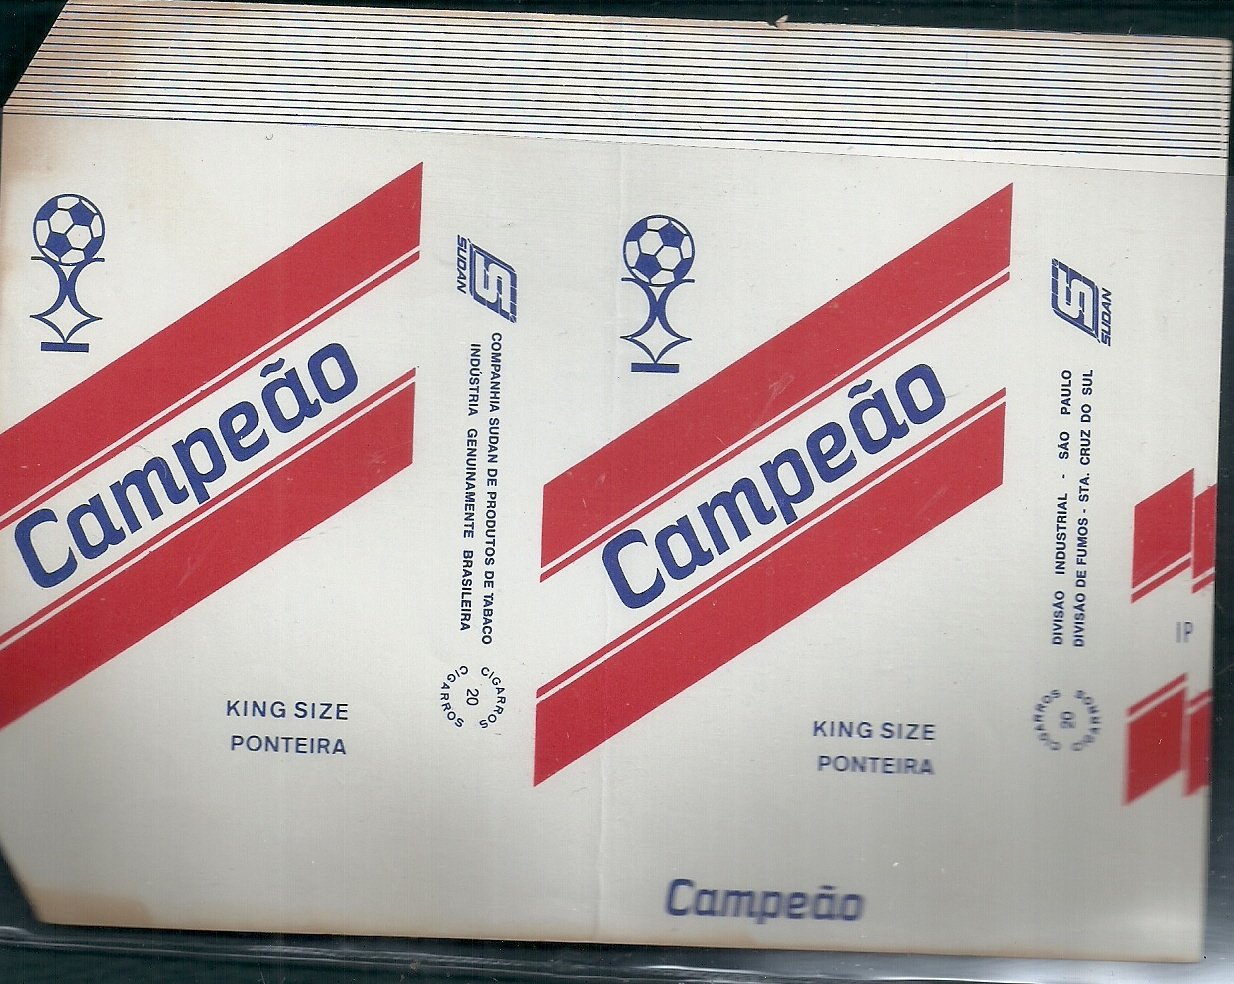 Campeão
KING SIZE
PONTEIRA
SUDAN
COMPANHIA SUDAN DE PRODUTOS DE TABACO
INDÚSTRIA GENUINAMENTE BRASILEIRA
CIGARROS
20
CIGARROS
Campeão
KING SIZE
PONTEIRA
Campeão
SUDAN
DIVISÃO INDUSTRIAL - SÃO PAULO
DIVISÃO DE FUMOS - STA. CRUZ DO SUL
CIGARROS
20
CIGARROS
IP